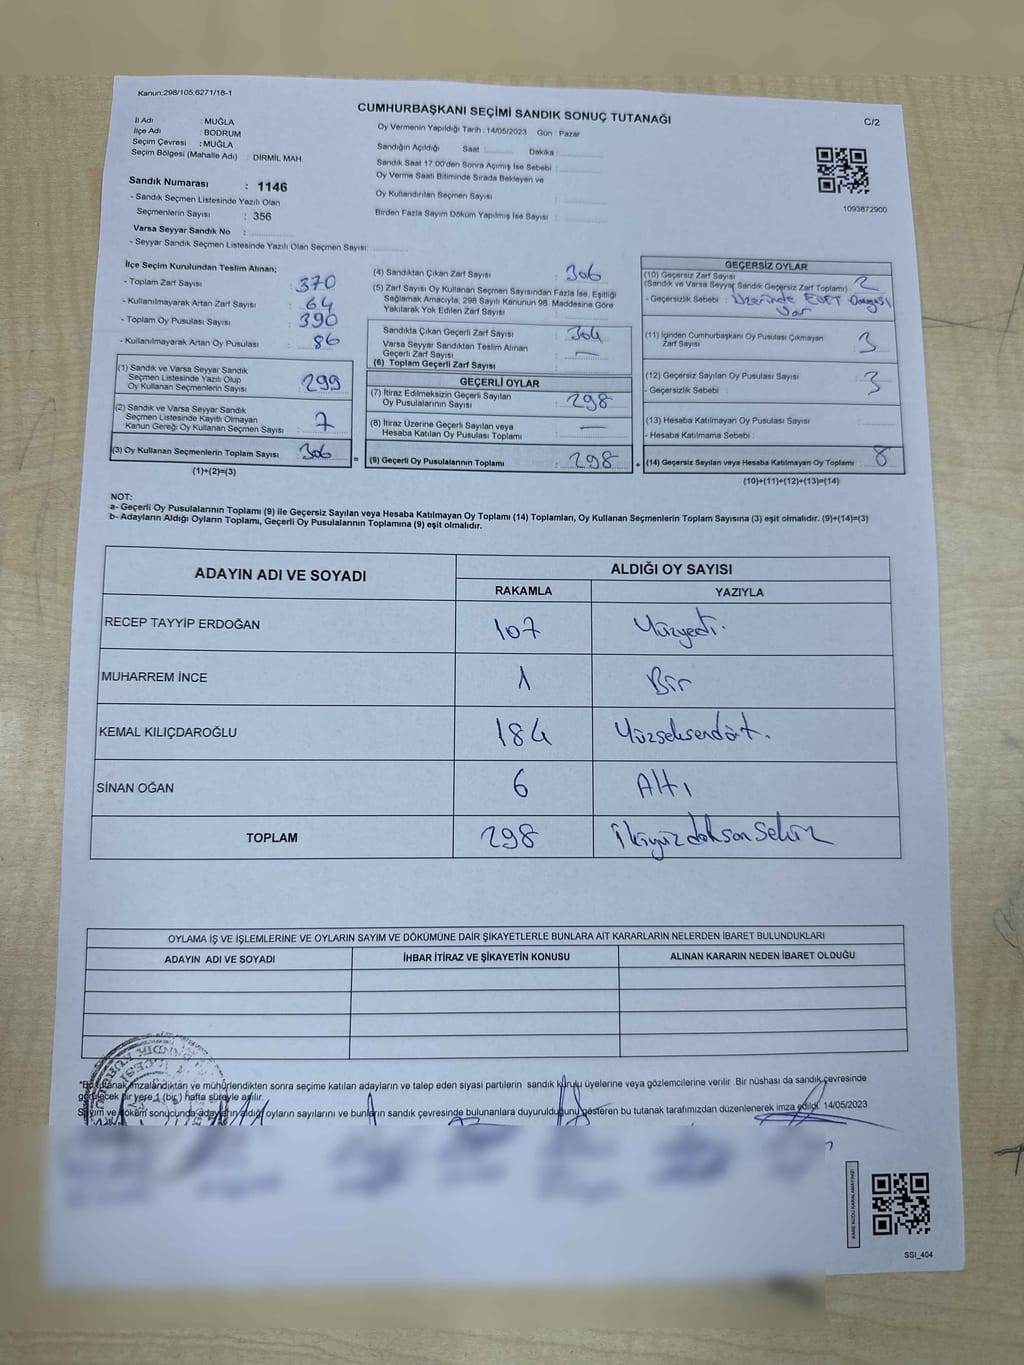 Kanun:298/105;6271/18-1
CUMHURBAŞKANI SEÇİMİ SANDIK SONUÇ TUTANAĞI
C/2
İl Adı : MUĞLA
İlçe Adı : BODRUM
Seçim Çevresi : MUĞLA
Seçim Bölgesi (Mahalle Adı) : DİRMİL MAH.
Oy Vermenin Yapıldığı Tarih : 14/05/2023 Gün : Pazar
Sandığın Açıldığı Saat : Dakika :
Sandık Saat 17:00'den Sonra Açılmış İse Sebebi :
Oy Verme Saati Bitiminde Sırada Bekleyen ve
Oy Kullandırılan Seçmen Sayısı :
Birden Fazla Sayım Döküm Yapılmış İse Sayısı :
1093872900
Sandık Numarası : 1146
- Sandık Seçmen Listesinde Yazılı Olan
Seçmenlerin Sayısı : 356
Varsa Seyyar Sandık No :
- Seyyar Sandık Seçmen Listesinde Yazılı Olan Seçmen Sayısı:
İlçe Seçim Kurulundan Teslim Alınan;
- Toplam Zarf Sayısı : 370
- Kullanılmayarak Artan Zarf Sayısı : 64
- Toplam Oy Pusulası Sayısı : 390
- Kullanılmayarak Artan Oy Pusulası : 86
(1) Sandık ve Varsa Seyyar Sandık
Seçmen Listesinde Yazılı Olup
Oy Kullanan Seçmenlerin Sayısı : 299
(2) Sandık ve Varsa Seyyar Sandık
Seçmen Listesinde Kayıtlı Olmayan
Kanun Gereği Oy Kullanan Seçmen Sayısı : 7
(3) Oy Kullanan Seçmenlerin Toplam Sayısı : 306
(1)+(2)=(3)
(4) Sandıktan Çıkan Zarf Sayısı : 306
(5) Zarf Sayısı Oy Kullanan Seçmen Sayısından Fazla İse, Eşitliği
Sağlamak Amacıyla, 298 Sayılı Kanunun 98. Maddesine Göre
Yakılarak Yok Edilen Zarf Sayısı :
Sandıkta Çıkan Geçerli Zarf Sayısı : 304
Varsa Seyyar Sandıktan Teslim Alınan
Geçerli Zarf Sayısı : —
(6) Toplam Geçerli Zarf Sayısı :
GEÇERLİ OYLAR
(7) İtiraz Edilmeksizin Geçerli Sayılan
Oy Pusulalarının Sayısı : 298
(8) İtiraz Üzerine Geçerli Sayılan veya
Hesaba Katılan Oy Pusulası Toplamı : —
= (9) Geçerli Oy Pusulalarının Toplamı : 298
GEÇERSİZ OYLAR
(10) Geçersiz Zarf Sayısı
(Sandık ve Varsa Seyyar Sandık Geçersiz Zarf Toplamı) : 2
- Geçersizlik Sebebi : Üzerinde EVET
Var
(11) İçinden Cumhurbaşkanı Oy Pusulası Çıkmayan
Zarf Sayısı : 3
(12) Geçersiz Sayılan Oy Pusulası Sayısı : 3
- Geçersizlik Sebebi :
(13) Hesaba Katılmayan Oy Pusulası Sayısı :
- Hesaba Katılmama Sebebi :
+ (14) Geçersiz Sayılan veya Hesaba Katılmayan Oy Toplamı : 8
(10)+(11)+(12)+(13)=(14)
NOT:
a- Geçerli Oy Pusulalarının Toplamı (9) ile Geçersiz Sayılan veya Hesaba Katılmayan Oy Toplamı (14) Toplamları, Oy Kullanan Seçmenlerin Toplam Sayısına (3) eşit olmalıdır. (9)+(14)=(3)
b- Adayların Aldığı Oyların Toplamı, Geçerli Oy Pusulalarının Toplamına (9) eşit olmalıdır.
ADAYIN ADI VE SOYADI ALDIĞI OY SAYISI
RAKAMLA YAZIYLA
RECEP TAYYİP ERDOĞAN 107 Yüzyedi.
MUHARREM İNCE 1 Bir
KEMAL KILIÇDAROĞLU 184 Yüzseksendört.
SİNAN OĞAN 6 Altı
TOPLAM 298 İkiyüzdoksan Sekiz
OYLAMA İŞ VE İŞLEMLERİNE VE OYLARIN SAYIM VE DÖKÜMÜNE DAİR ŞİKAYETLERLE BUNLARA AİT KARARLARIN NELERDEN İBARET BULUNDUKLARI
ADAYIN ADI VE SOYADI İHBAR İTİRAZ VE ŞİKAYETİN KONUSU ALINAN KARARIN NEDEN İBARET OLDUĞU
*Bu tutanak imzalandıktan ve mühürlendikten sonra seçime katılan adayların ve talep eden siyasi partilerin sandık kurulu üyelerine veya gözlemcilerine verilir. Bir nüshası da sandık çevresinde
görülecek bir yere 1 (bir) hafta süreyle asılır.
Sayım ve döküm sonucunda adayların aldığı oyların sayılarını ve bunların sandık çevresinde bulunanlara duyurulduğunu gösteren bu tutanak tarafımızdan düzenlenerek imza edildi. 14/05/2023
KARE KODU KARALAMAYINIZ!
SSI_404